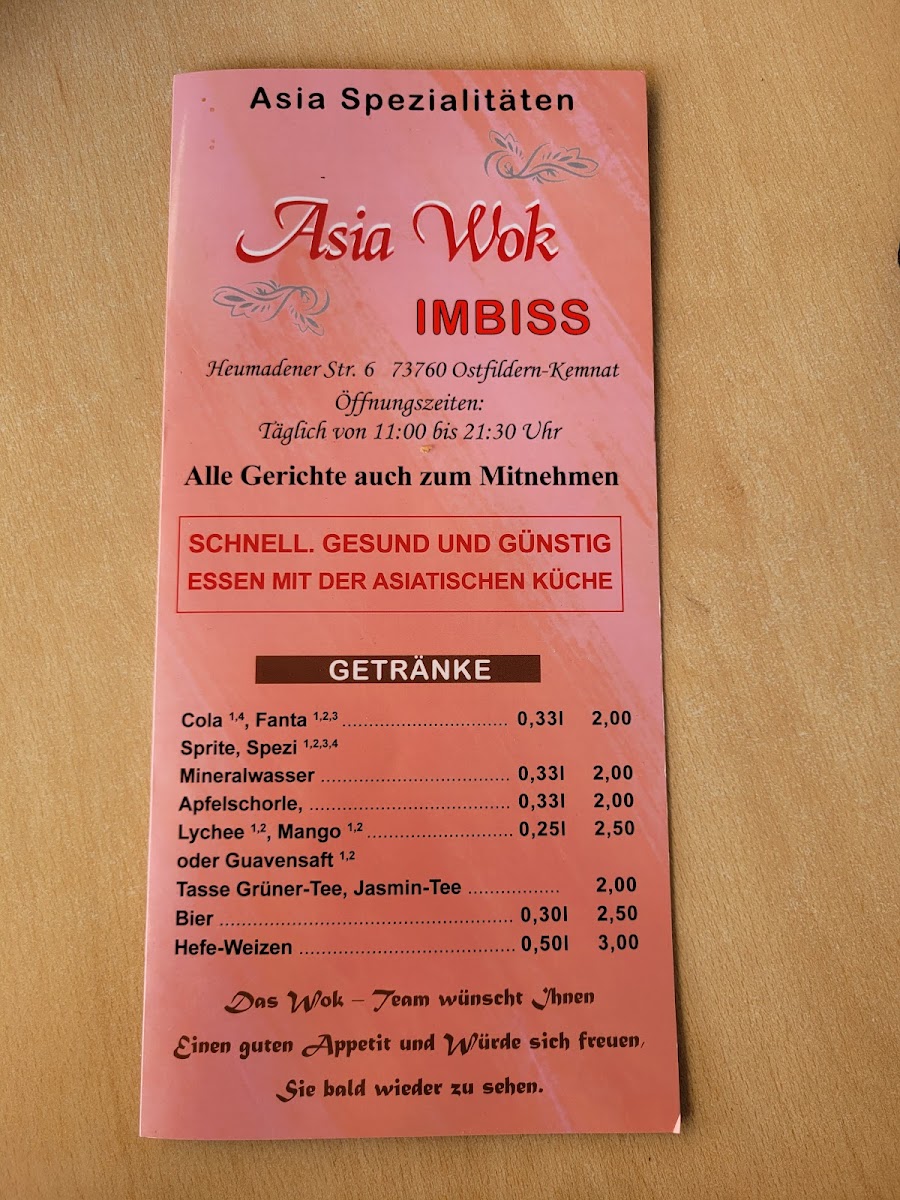 Asia Spezialitäten
Asia Wok
IMBISS
Heumadener Str. 6 73760 Ostfildern-Kemnat
Öffnungszeiten:
Täglich von 11:00 bis 21:30 Uhr
Alle Gerichte auch zum Mitnehmen
SCHNELL. GESUND UND GÜNSTIG
ESSEN MIT DER ASIATISCHEN KÜCHE
GETRÄNKE
Cola 1,4, Fanta 1,2,3 ................................ 0,33l 2,00
Sprite, Spezi 1,2,3,4
Mineralwasser .................................... 0,33l 2,00
Apfelschorle, ...................................... 0,33l 2,00
Lychee 1,2, Mango 1,2 ............................ 0,25l 2,50
oder Guavensaft 1,2
Tasse Grüner-Tee, Jasmin-Tee ................. 2,00
Bier ........................................................ 0,30l 2,50
Hefe-Weizen ......................................... 0,50l 3,00
Das Wok – Team wünscht Ihnen
Einen guten Appetit und Würde sich freuen,
Sie bald wieder zu sehen.